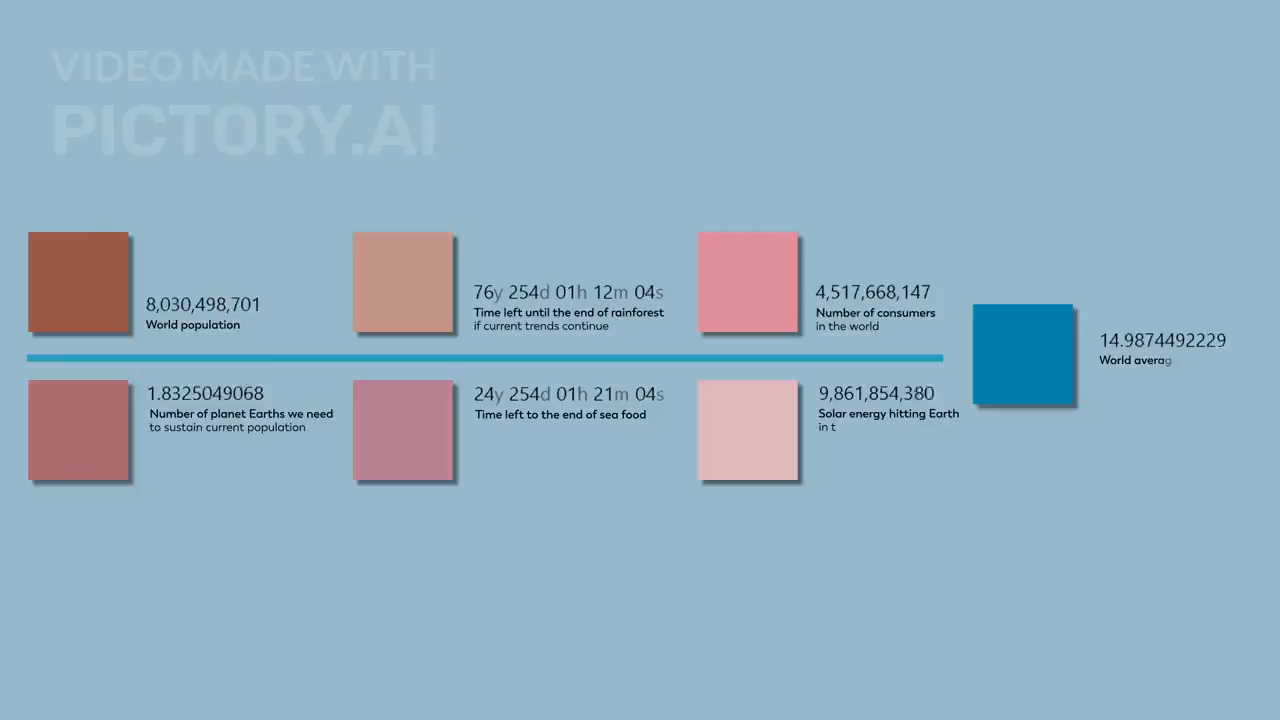 VIDEO MADE WITH
PICTORY.AI
8,030,498,701
World population
76y 254d 01h 12m 04s
Time left until the end of rainforest
if current trends continue
4,517,668,147
Number of consumers
in the world
14.9874492229
World averag
1.8325049068
Number of planet Earths we need
to sustain current population
24y 254d 01h 21m 04s
Time left to the end of sea food
9,861,854,380
Solar energy hitting Earth
in t